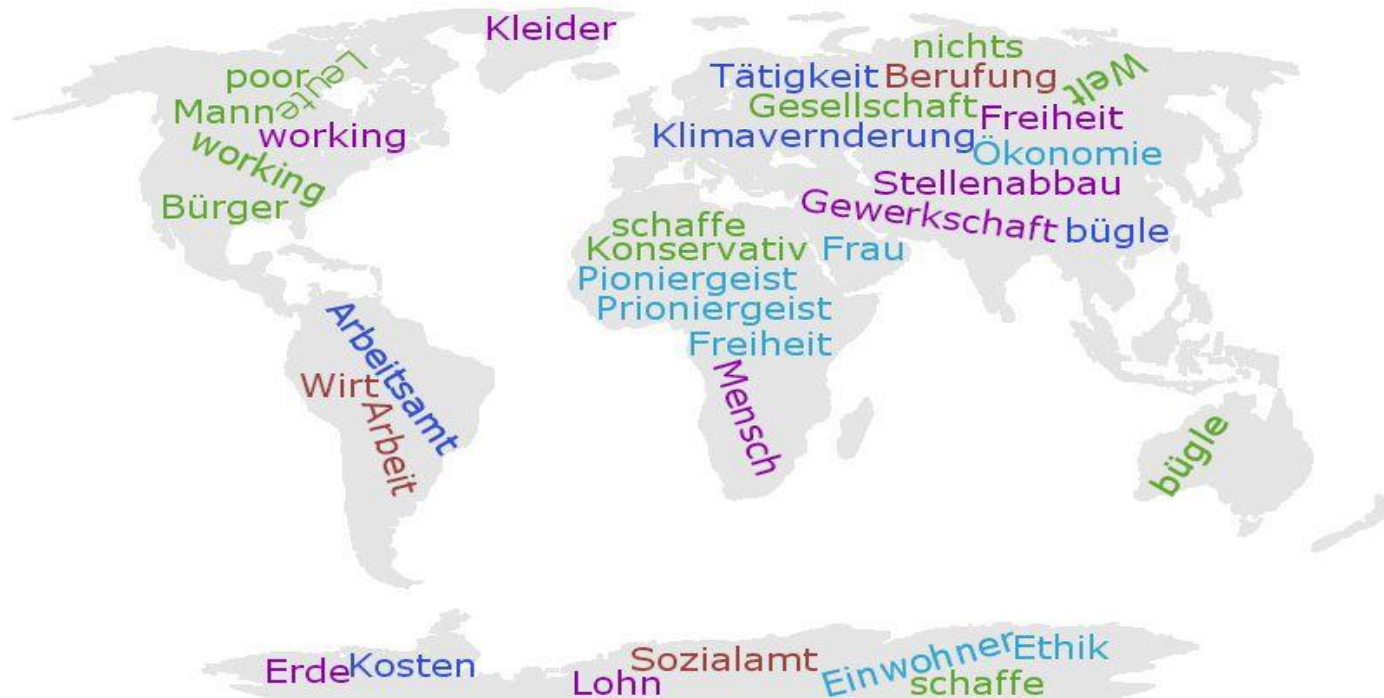 Kleider
nichts
poor
Leute
Tätigkeit
Berufung
Welt
Mann
Gesellschaft
Freiheit
working
Klimavernderung
Ökonomie
working
Stellenabbau
Bürger
Gewerkschaft
bügle
schaffe
Konservativ
Frau
Pioniergeist
Prioniergeist
Freiheit
Arbeitsamt
Wirt
Mensch
Arbeit
bügle
Erde
Kosten
Lohn
Sozialamt
Einwohner
Ethik
schaffe